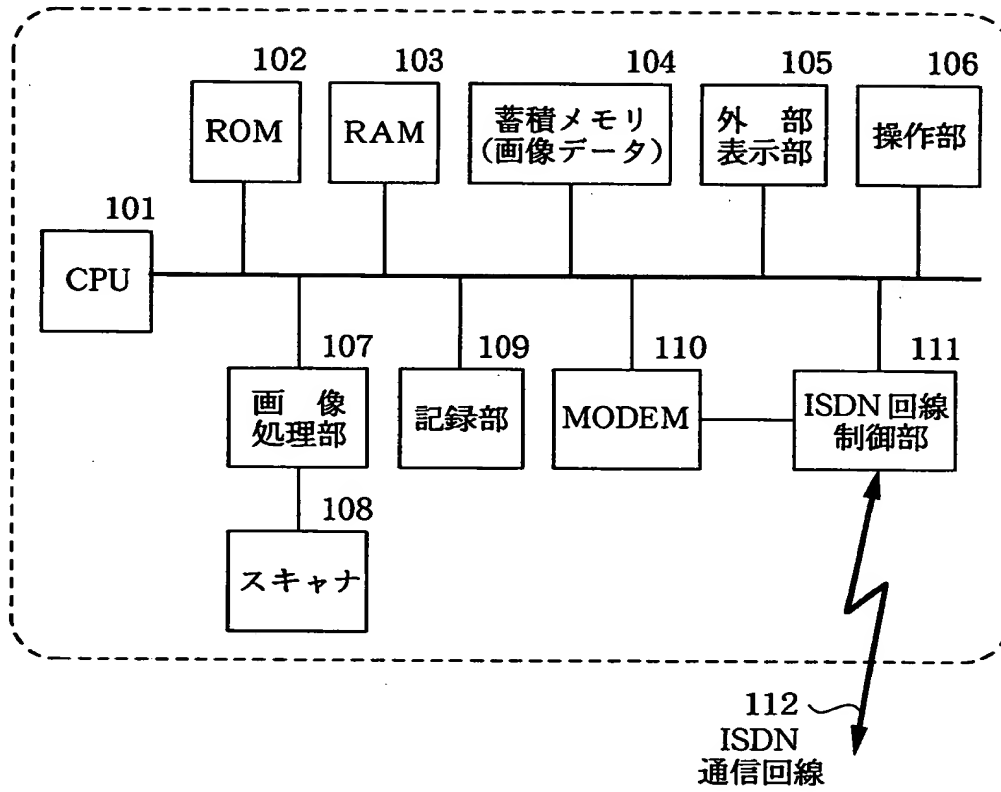 102
ROM
103
RAM
104
蓄積メモリ
(画像データ)
105
外 部
表示部
106
操作部
101
CPU
107
画 像
処理部
109
記録部
110
MODEM
111
ISDN 回線
制御部
108
スキャナ
112
ISDN
通信回線